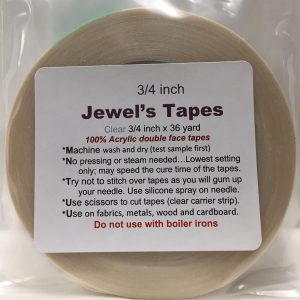 3/4 inch
Jewel's Tapes
Clear 3/4 inch x 36 yard
100% Acrylic double face tapes
*Machine wash and dry (test sample first)
*No pressing or steam needed...Lowest setting
only; may speed the cure time of the tapes.
*Try not to stitch over tapes as you will gum up
your needle. Use silicone spray on needle.
*Use scissors to cut tapes (clear carrier strip).
*Use on fabrics, metals, wood and cardboard.
Do not use with boiler irons